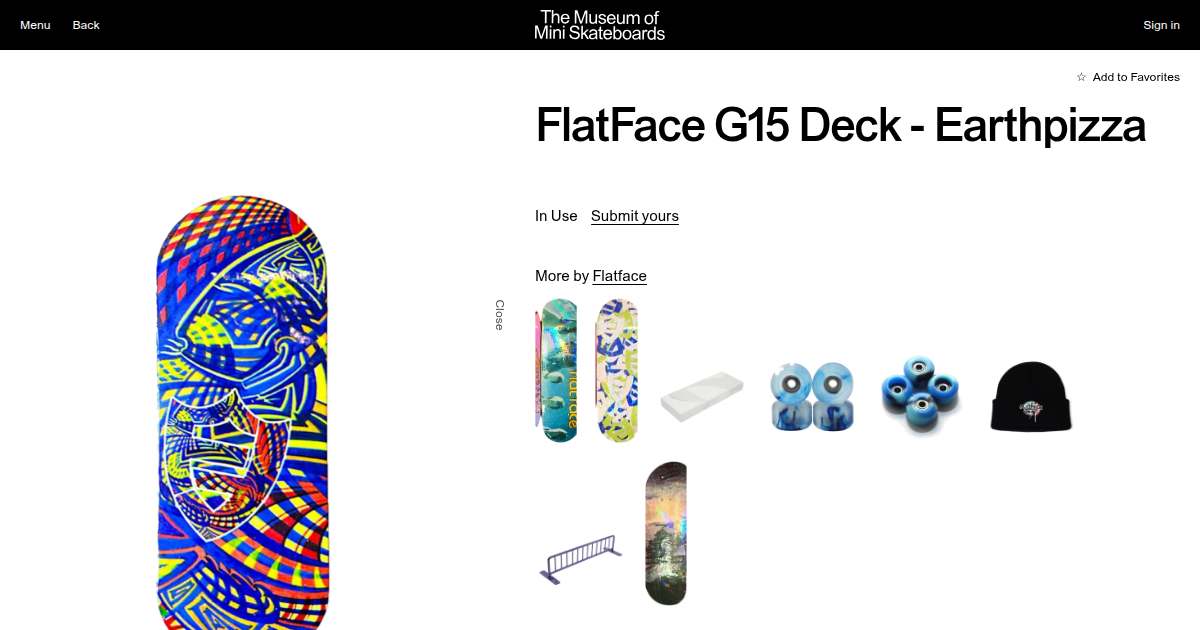 Menu
Back
The Museum of
Mini Skateboards
Sign in
☆ Add to Favorites
FlatFace G15 Deck - Earthpizza
In Use Submit yours
More by Flatface
Close
flatface